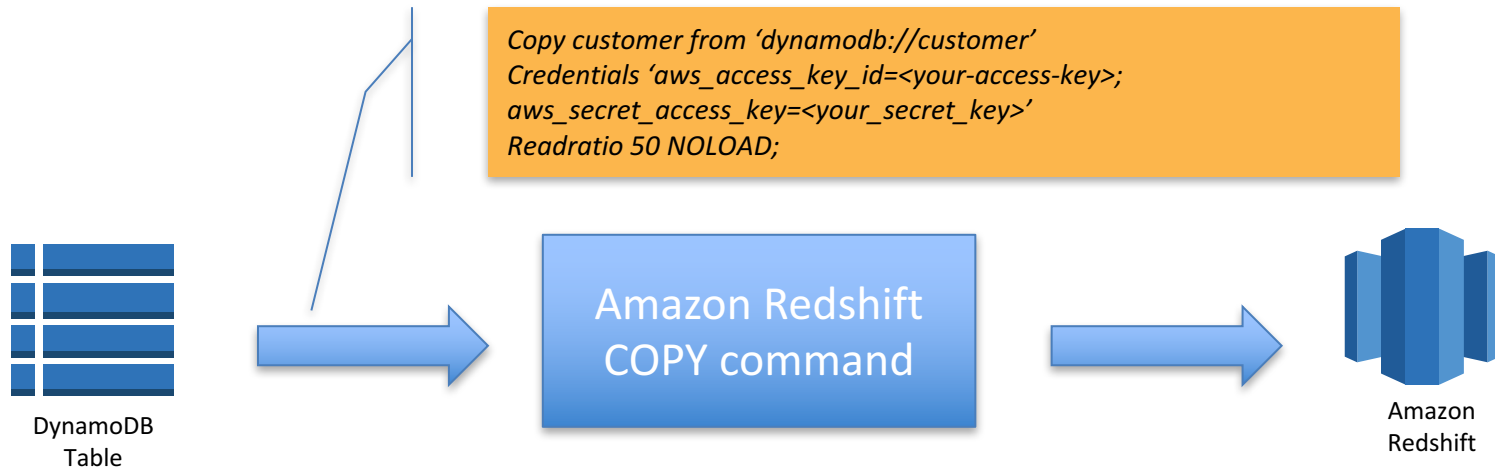 Copy customer from ‘dynamodb://customer’
Credentials ‘aws_access_key_id=<your-access-key>;
aws_secret_access_key=<your_secret_key>’
Readratio 50 NOLOAD;
Amazon Redshift
COPY command
DynamoDB
Table
Amazon
Redshift